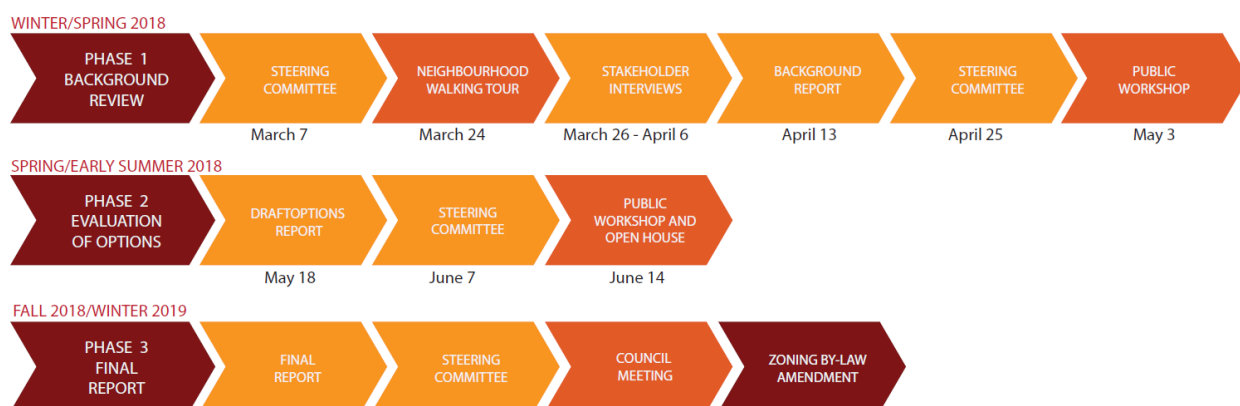 WINTER/SPRING 2018
PHASE 1
BACKGROUND
REVIEW
STEERING
COMMITTEE
NEIGHBOURHOOD
WALKING TOUR
STAKEHOLDER
INTERVIEWS
BACKGROUND
REPORT
STEERING
COMMITTEE
PUBLIC
WORKSHOP
March 7
March 24
March 26 - April 6
April 13
April 25
May 3
SPRING/EARLY SUMMER 2018
PHASE 2
EVALUATION
OF OPTIONS
DRAFTOPTIONS
REPORT
STEERING
COMMITTEE
PUBLIC
WORKSHOP AND
OPEN HOUSE
May 18
June 7
June 14
FALL 2018/WINTER 2019
PHASE 3
FINAL
REPORT
FINAL
REPORT
STEERING
COMMITTEE
COUNCIL
MEETING
ZONING BY-LAW
AMENDMENT